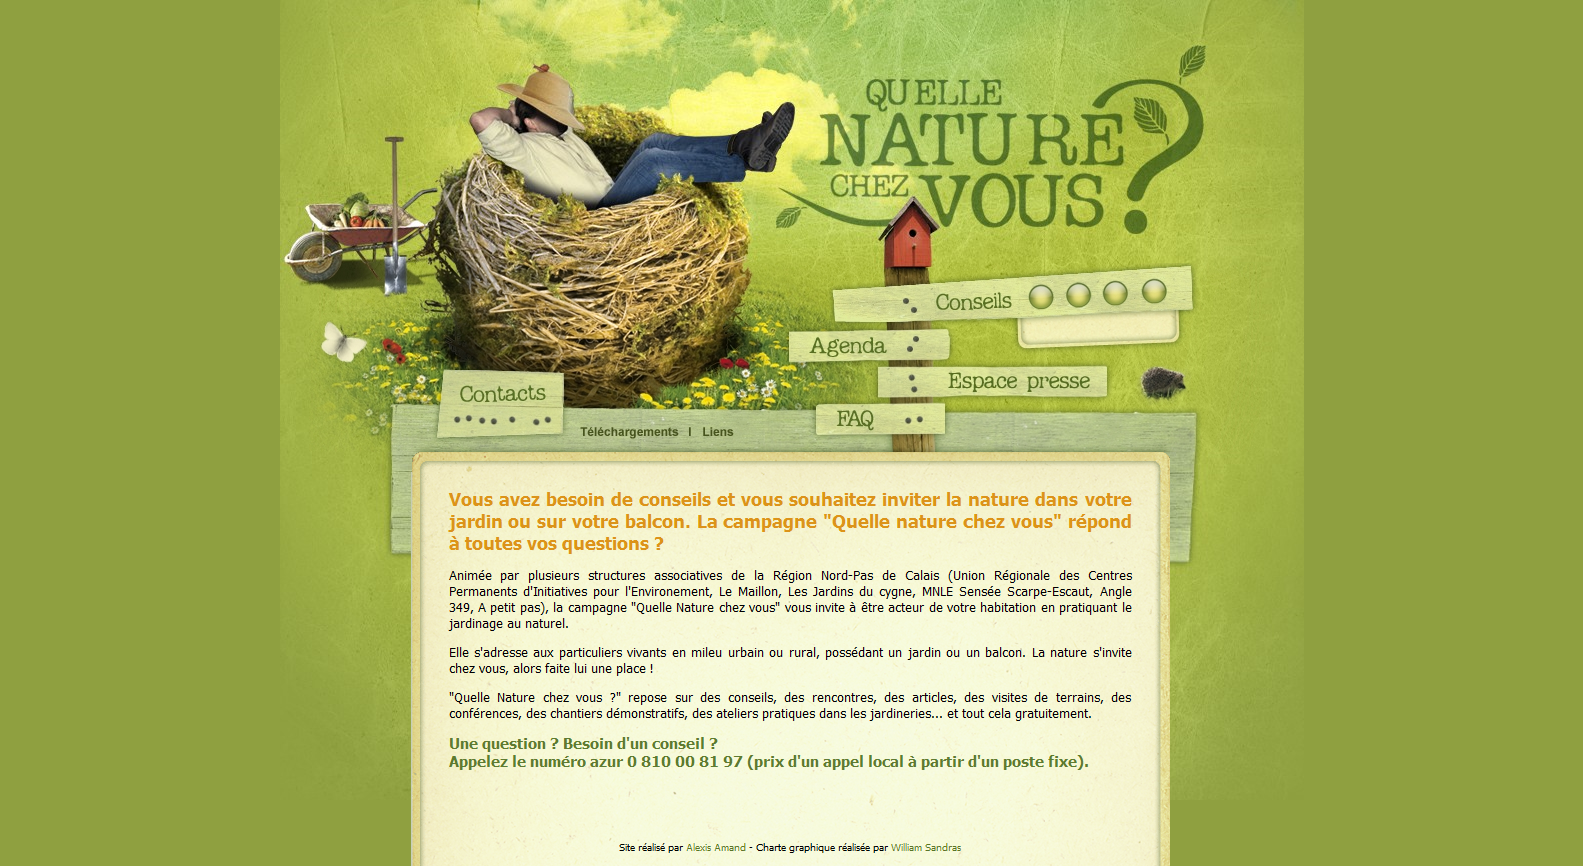 QUELLE
NATURE
CHEZ VOUS ?
Conseils
Agenda
Espace presse
Contacts
FAQ
Téléchargements I Liens
Vous avez besoin de conseils et vous souhaitez inviter la nature dans votre
jardin ou sur votre balcon. La campagne "Quelle nature chez vous" répond
à toutes vos questions ?
Animée par plusieurs structures associatives de la Région Nord-Pas de Calais (Union Régionale des Centres
Permanents d'Initiatives pour l'Environement, Le Maillon, Les Jardins du cygne, MNLE Sensée Scarpe-Escaut, Angle
349, A petit pas), la campagne "Quelle Nature chez vous" vous invite à être acteur de votre habitation en pratiquant le
jardinage au naturel.
Elle s'adresse aux particuliers vivants en mileu urbain ou rural, possédant un jardin ou un balcon. La nature s'invite
chez vous, alors faite lui une place !
"Quelle Nature chez vous ?" repose sur des conseils, des rencontres, des articles, des visites de terrains, des
conférences, des chantiers démonstratifs, des ateliers pratiques dans les jardineries... et tout cela gratuitement.
Une question ? Besoin d'un conseil ?
Appelez le numéro azur 0 810 00 81 97 (prix d'un appel local à partir d'un poste fixe).
Site réalisé par Alexis Amand - Charte graphique réalisée par William Sandras